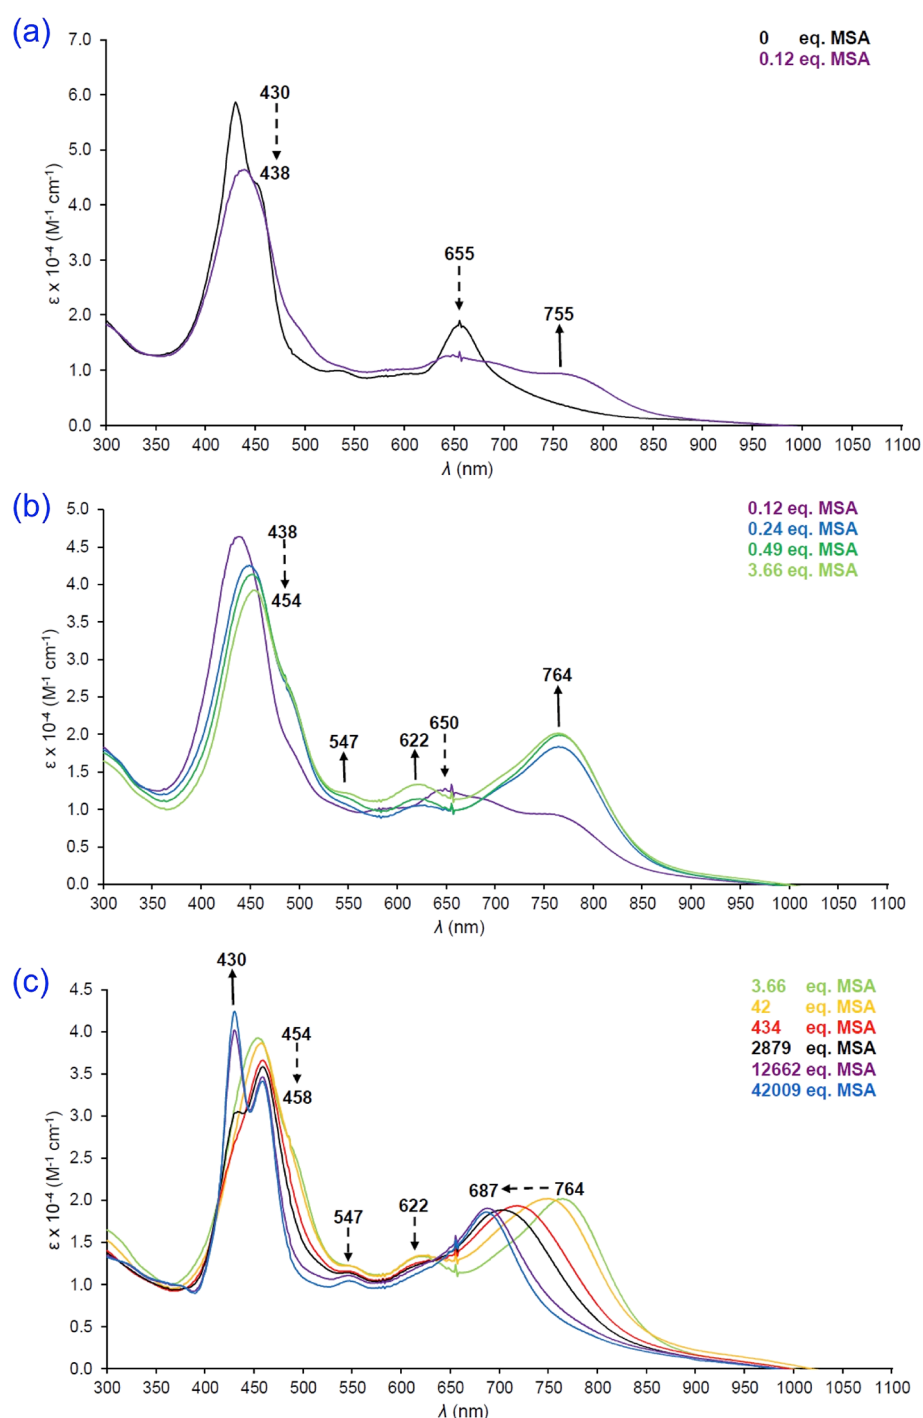 (a)
7.0
0 eq. MSA
0.12 eq. MSA
6.0
430
5.0
438
4.0
ε x 10⁻⁴ (M⁻¹ cm⁻¹)
3.0
655
2.0
755
1.0
0.0
300 350 400 450 500 550 600 650 700 750 800 850 900 950 1000 1050 1100
λ (nm)
(b)
5.0
0.12 eq. MSA
0.24 eq. MSA
0.49 eq. MSA
3.66 eq. MSA
4.5
438
4.0
454
3.5
3.0
ε x 10⁻⁴ (M⁻¹ cm⁻¹)
2.5
764
2.0
547
622
650
1.5
1.0
0.5
0.0
300 350 400 450 500 550 600 650 700 750 800 850 900 950 1000 1050 1100
λ (nm)
(c)
430
4.5
3.66 eq. MSA
42 eq. MSA
434 eq. MSA
2879 eq. MSA
12662 eq. MSA
42009 eq. MSA
4.0
454
3.5
458
3.0
ε x 10⁻⁴ (M⁻¹ cm⁻¹)
2.5
687
764
2.0
547
622
1.5
1.0
0.5
0.0
300 350 400 450 500 550 600 650 700 750 800 850 900 950 1000 1050 1100
λ (nm)